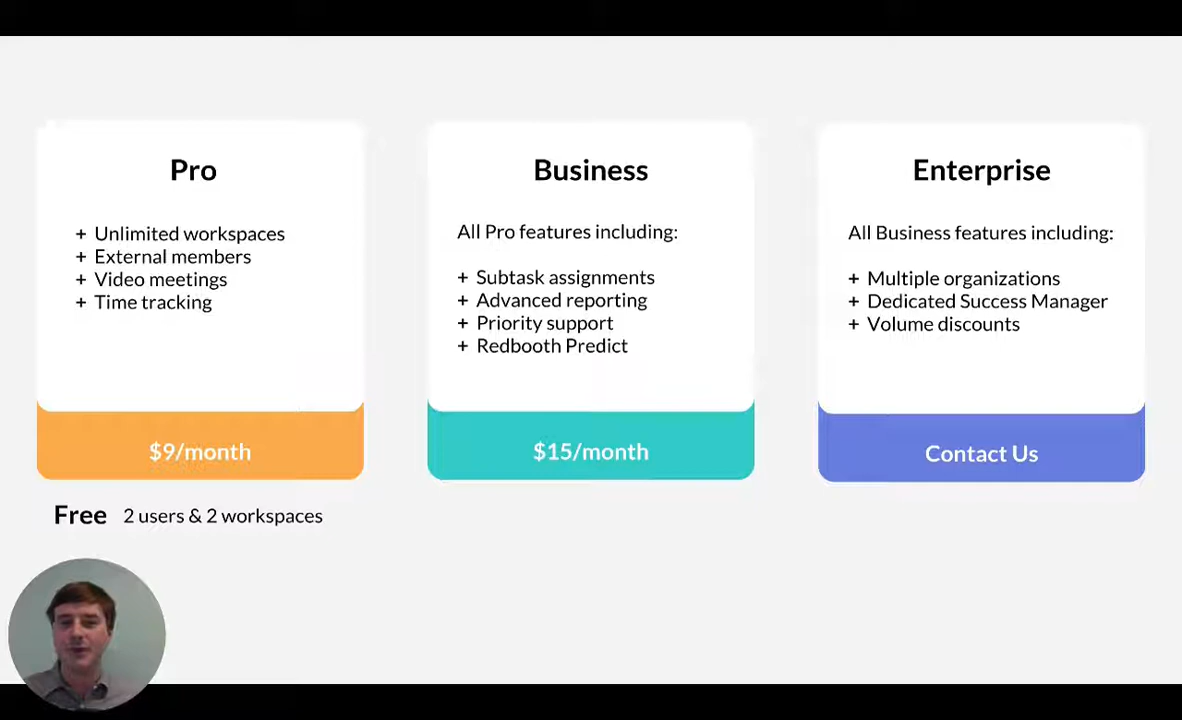 Pro
+ Unlimited workspaces
+ External members
+ Video meetings
+ Time tracking
$9/month
Free 2 users & 2 workspaces
Business
All Pro features including:
+ Subtask assignments
+ Advanced reporting
+ Priority support
+ Redbooth Predict
$15/month
Enterprise
All Business features including:
+ Multiple organizations
+ Dedicated Success Manager
+ Volume discounts
Contact Us